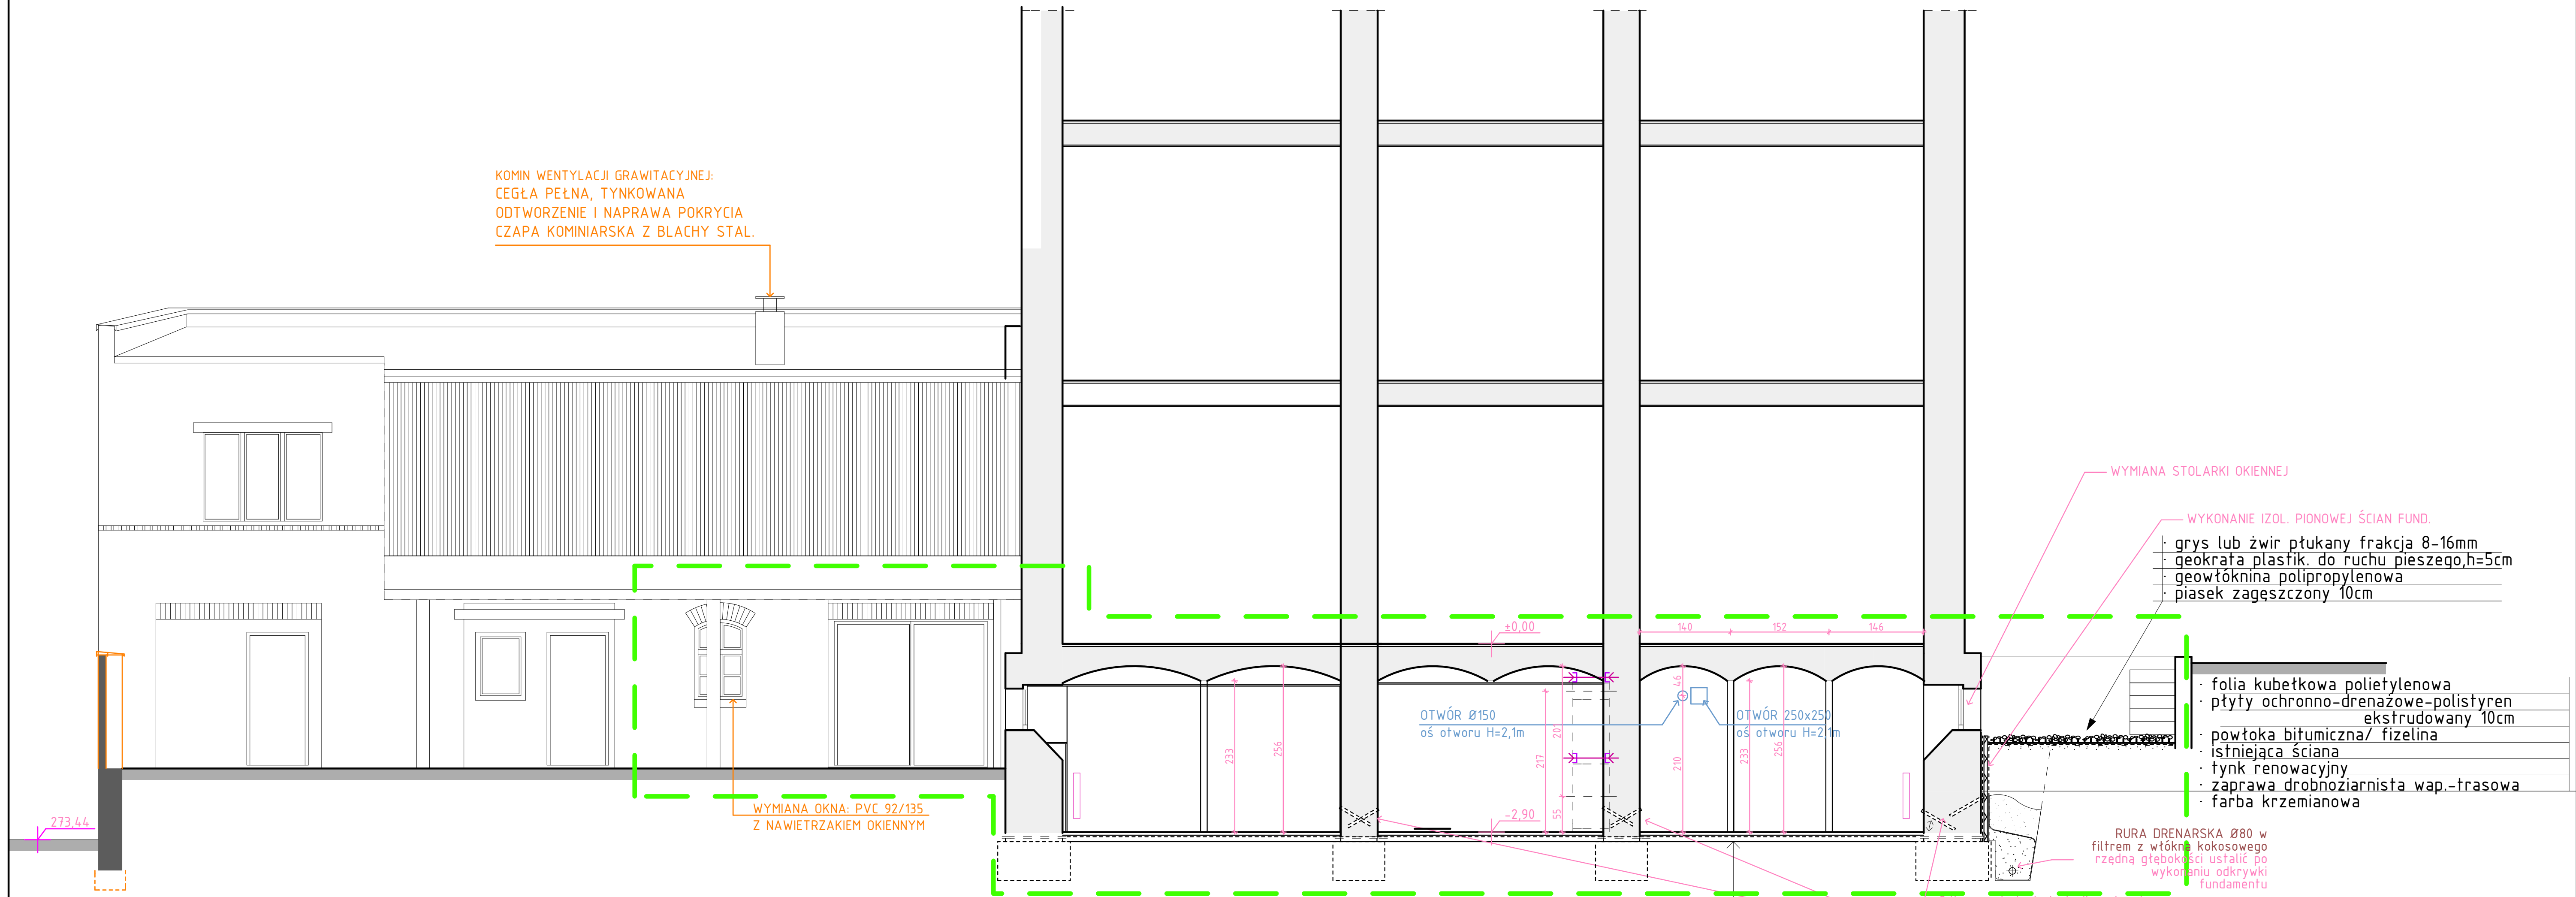 KOMIN WENTYLACJI GRAWITACYJNEJ:
CEGŁA PEŁNA, TYNKOWANA
ODTWORZENIE I NAPRAWA POKRYCIA
CZAPA KOMINIARSKA Z BLACHY STAL.
WYMIANA STOLARKI OKIENNEJ
WYKONANIE IZOL. PIONOWEJ ŚCIAN FUND.
· grys lub żwir płukany frakcja 8-16mm
· geokrata plastik. do ruchu pieszego,h=5cm
· geowłóknina polipropylenowa
· piasek zagęszczony 10cm
±0,00
140
152
146
· folia kubełkowa polietylenowa
· płyty ochronno-drenażowe-polistyren
ekstrudowany 10cm
· powłoka bitumiczna/ fizelina
· istniejąca ściana
· tynk renowacyjny
· zaprawa drobnoziarnista wap.-trasowa
· farba krzemianowa
46
OTWÓR Ø150
oś otworu H=2,1m
OTWÓR 250x250
oś otworu H=2,1m
233
256
217
20
55
210
233
256
WYMIANA OKNA: PVC 92/135
Z NAWIETRZAKIEM OKIENNYM
273,44
-2,90
RURA DRENARSKA Ø80 w
filtrem z włókna kokosowego
rzędną głębokości ustalić po
wykonaniu odkrywki
fundamentu